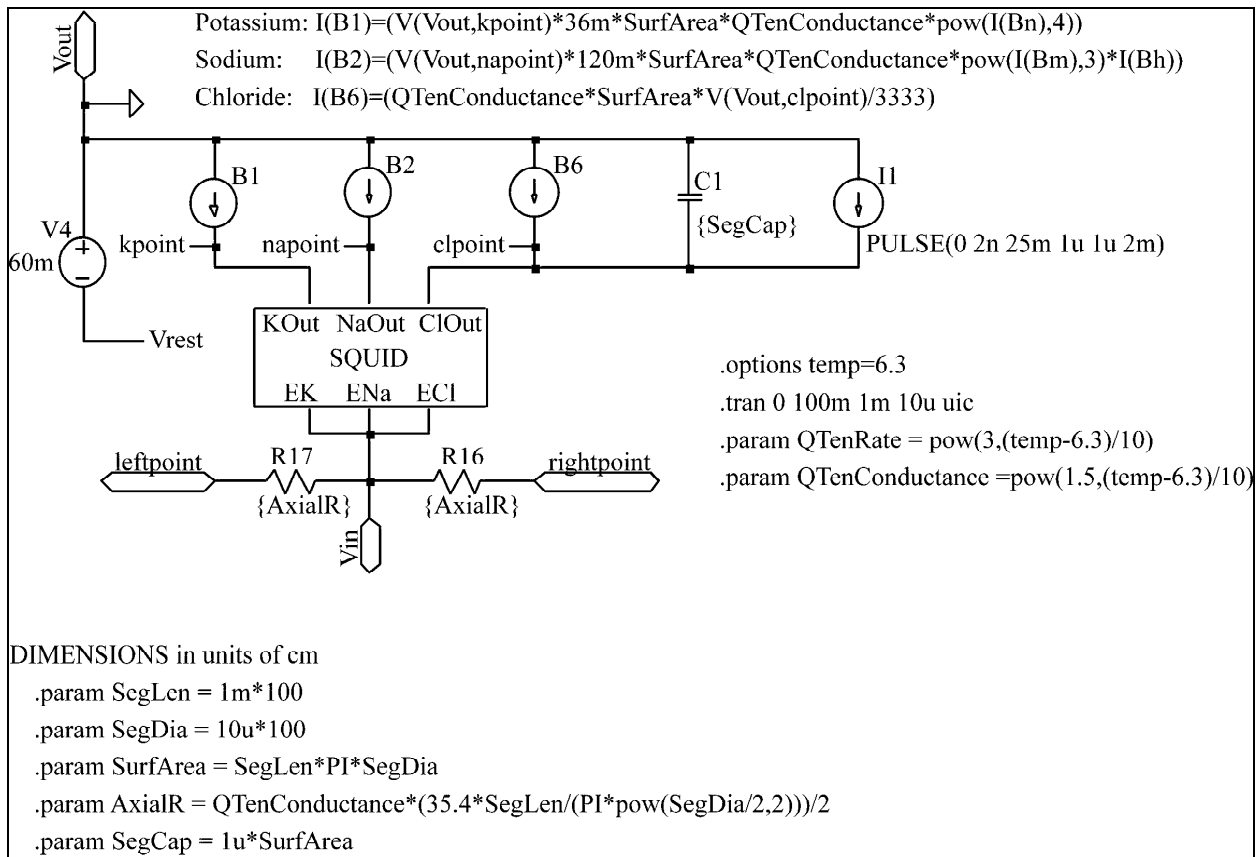 Vout
Potassium: I(B1)=(V(Vout,kpoint)*36m*SurfArea*QTenConductance*pow(I(Bn),4))
Sodium: I(B2)=(V(Vout,napoint)*120m*SurfArea*QTenConductance*pow(I(Bm),3)*I(Bh))
Chloride: I(B6)=(QTenConductance*SurfArea*V(Vout,clpoint)/3333)
B1
B2
B6
C1
{SegCap}
I1
PULSE(0 2n 25m 1u 1u 2m)
V4
60m
kpoint
napoint
clpoint
Vrest
KOut NaOut ClOut
SQUID
EK ENa ECl
.options temp=6.3
.tran 0 100m 1m 10u uic
.param QTenRate = pow(3,(temp-6.3)/10)
.param QTenConductance =pow(1.5,(temp-6.3)/10)
leftpoint
R17
{AxialR}
R16
{AxialR}
rightpoint
Vin
DIMENSIONS in units of cm
.param SegLen = 1m*100
.param SegDia = 10u*100
.param SurfArea = SegLen*PI*SegDia
.param AxialR = QTenConductance*(35.4*SegLen/(PI*pow(SegDia/2,2)))/2
.param SegCap = 1u*SurfArea